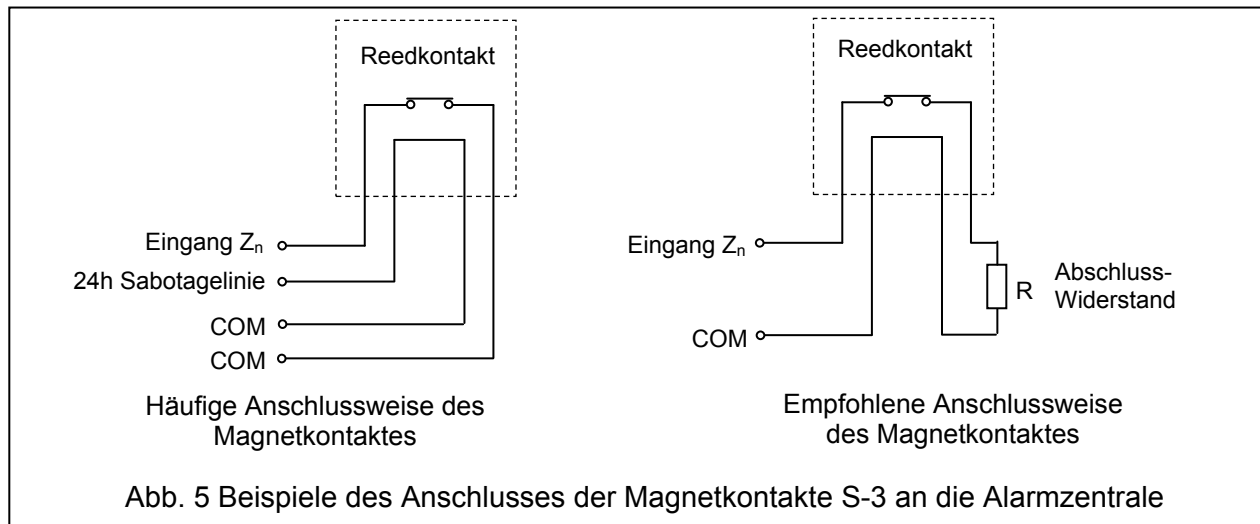 Reedkontakt
Eingang Zn
24h Sabotagelinie
COM
COM
Häufige Anschlussweise des
Magnetkontaktes
Reedkontakt
Eingang Zn
COM
R
Abschluss-
Widerstand
Empfohlene Anschlussweise
des Magnetkontaktes
Abb. 5 Beispiele des Anschlusses der Magnetkontakte S-3 an die Alarmzentrale